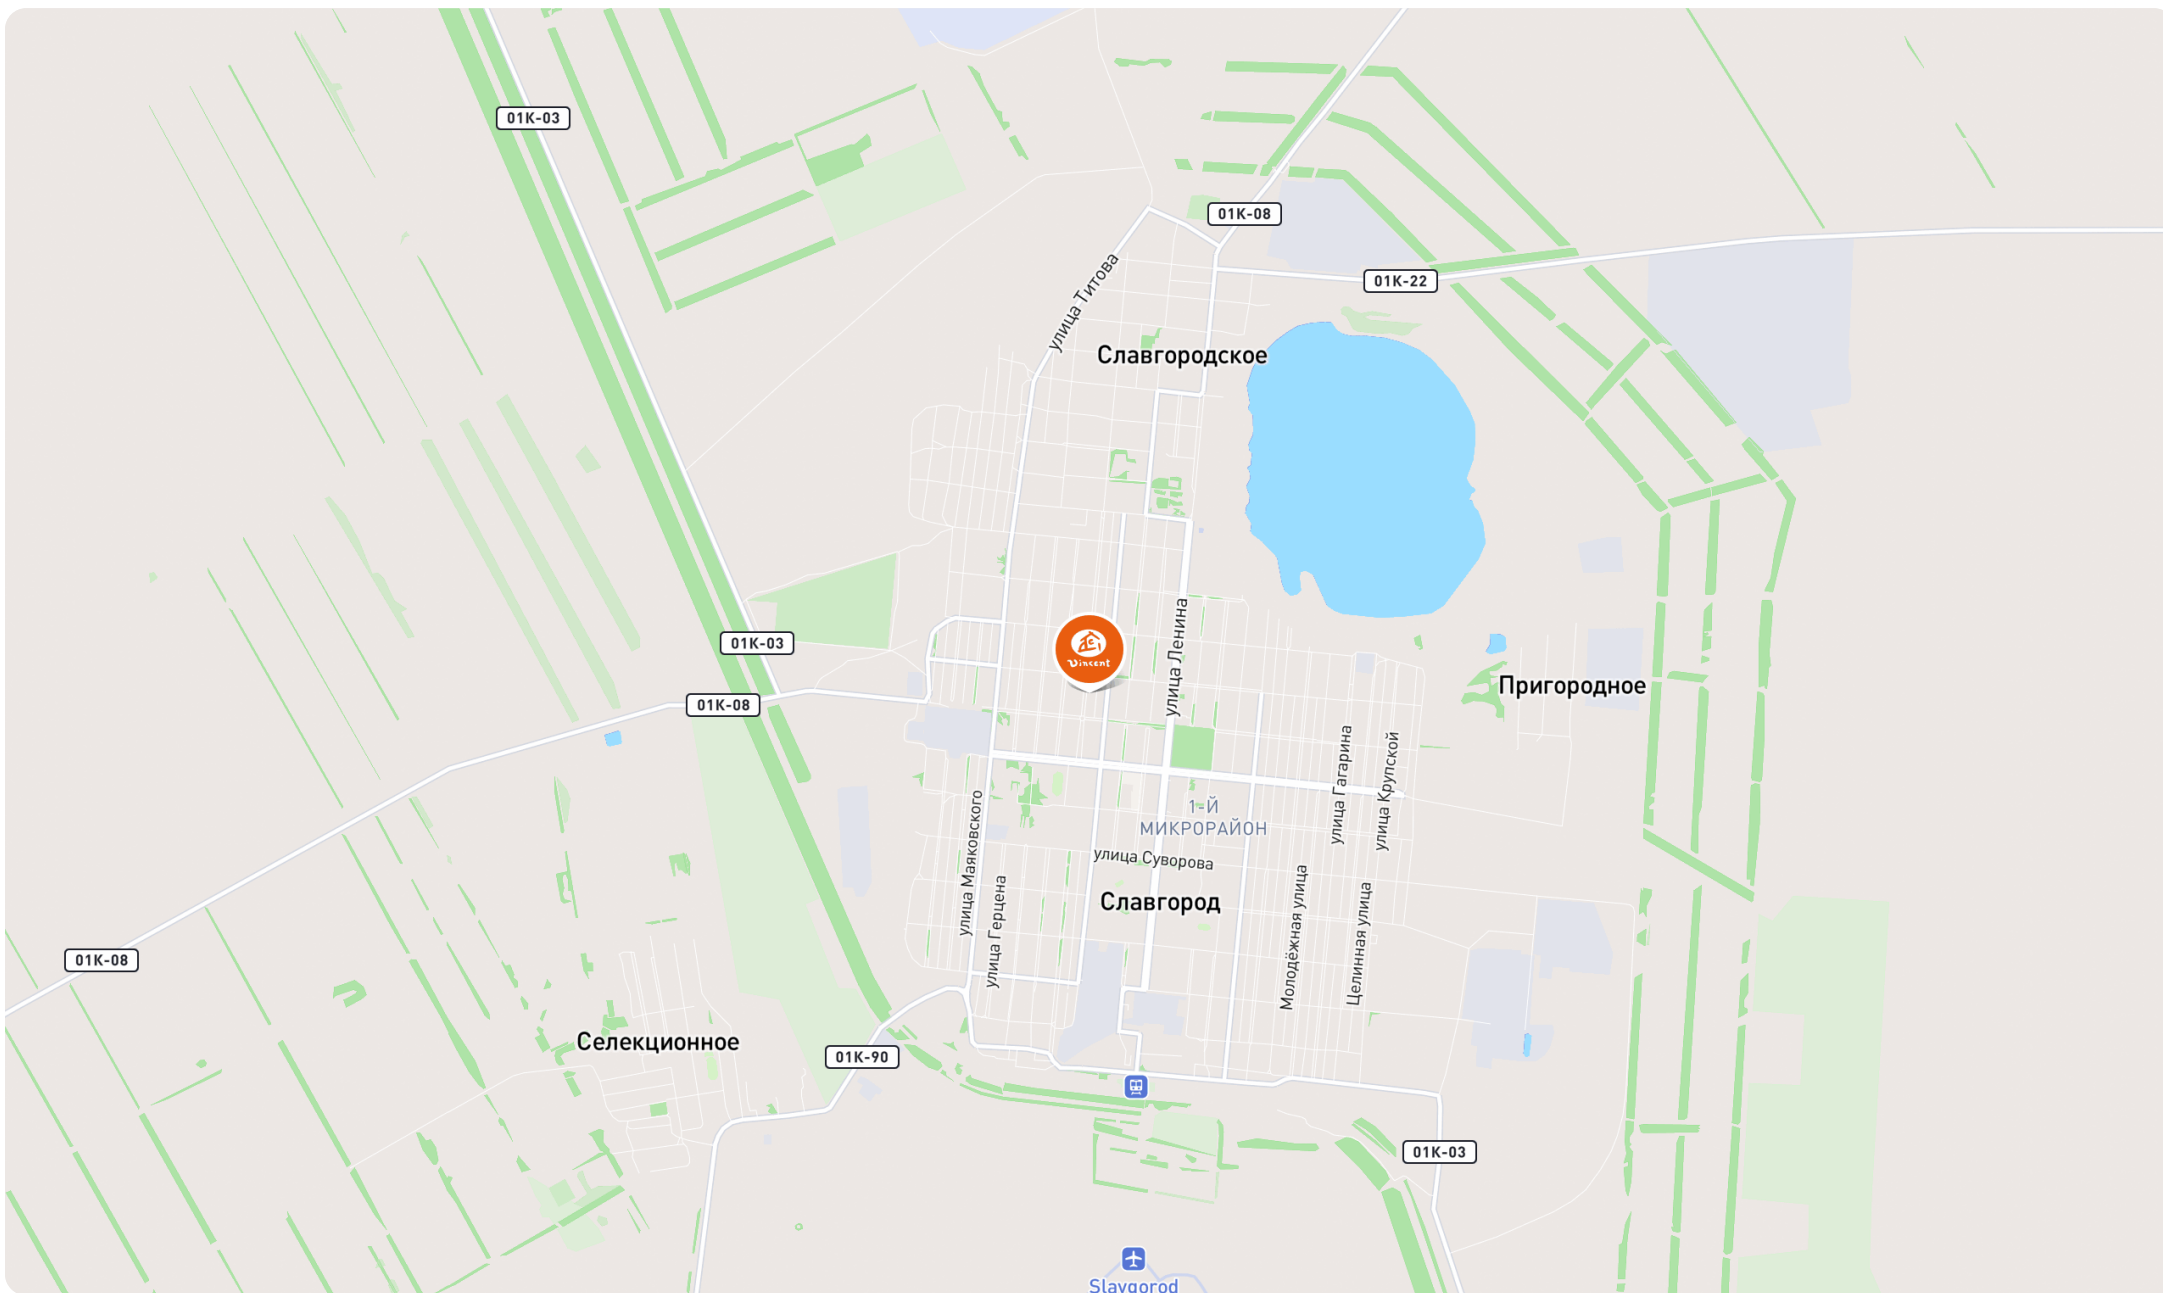 01К-03
01К-08
01К-22
улица Титова
Славгородское
улица Ленина
01К-03
Vincent
01К-08
Пригородное
улица Гагарина
улица Крупской
1-Й
МИКРОРАЙОН
улица Маяковского
улица Суворова
улица Герцена
Славгород
Молодёжная улица
Целинная улица
01К-08
Селекционное
01К-90
01К-03
Slavgorod